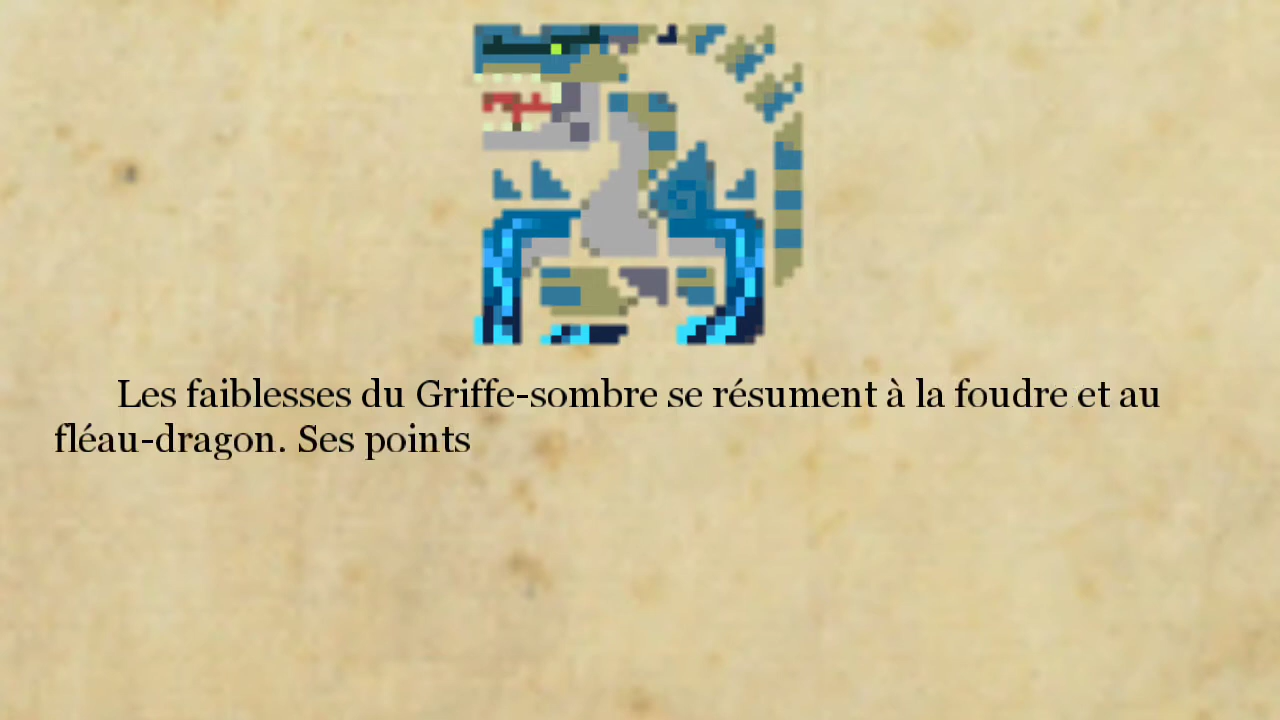 Les faiblesses du Griffe-sombre se résument à la foudre et au
fléau-dragon. Ses points